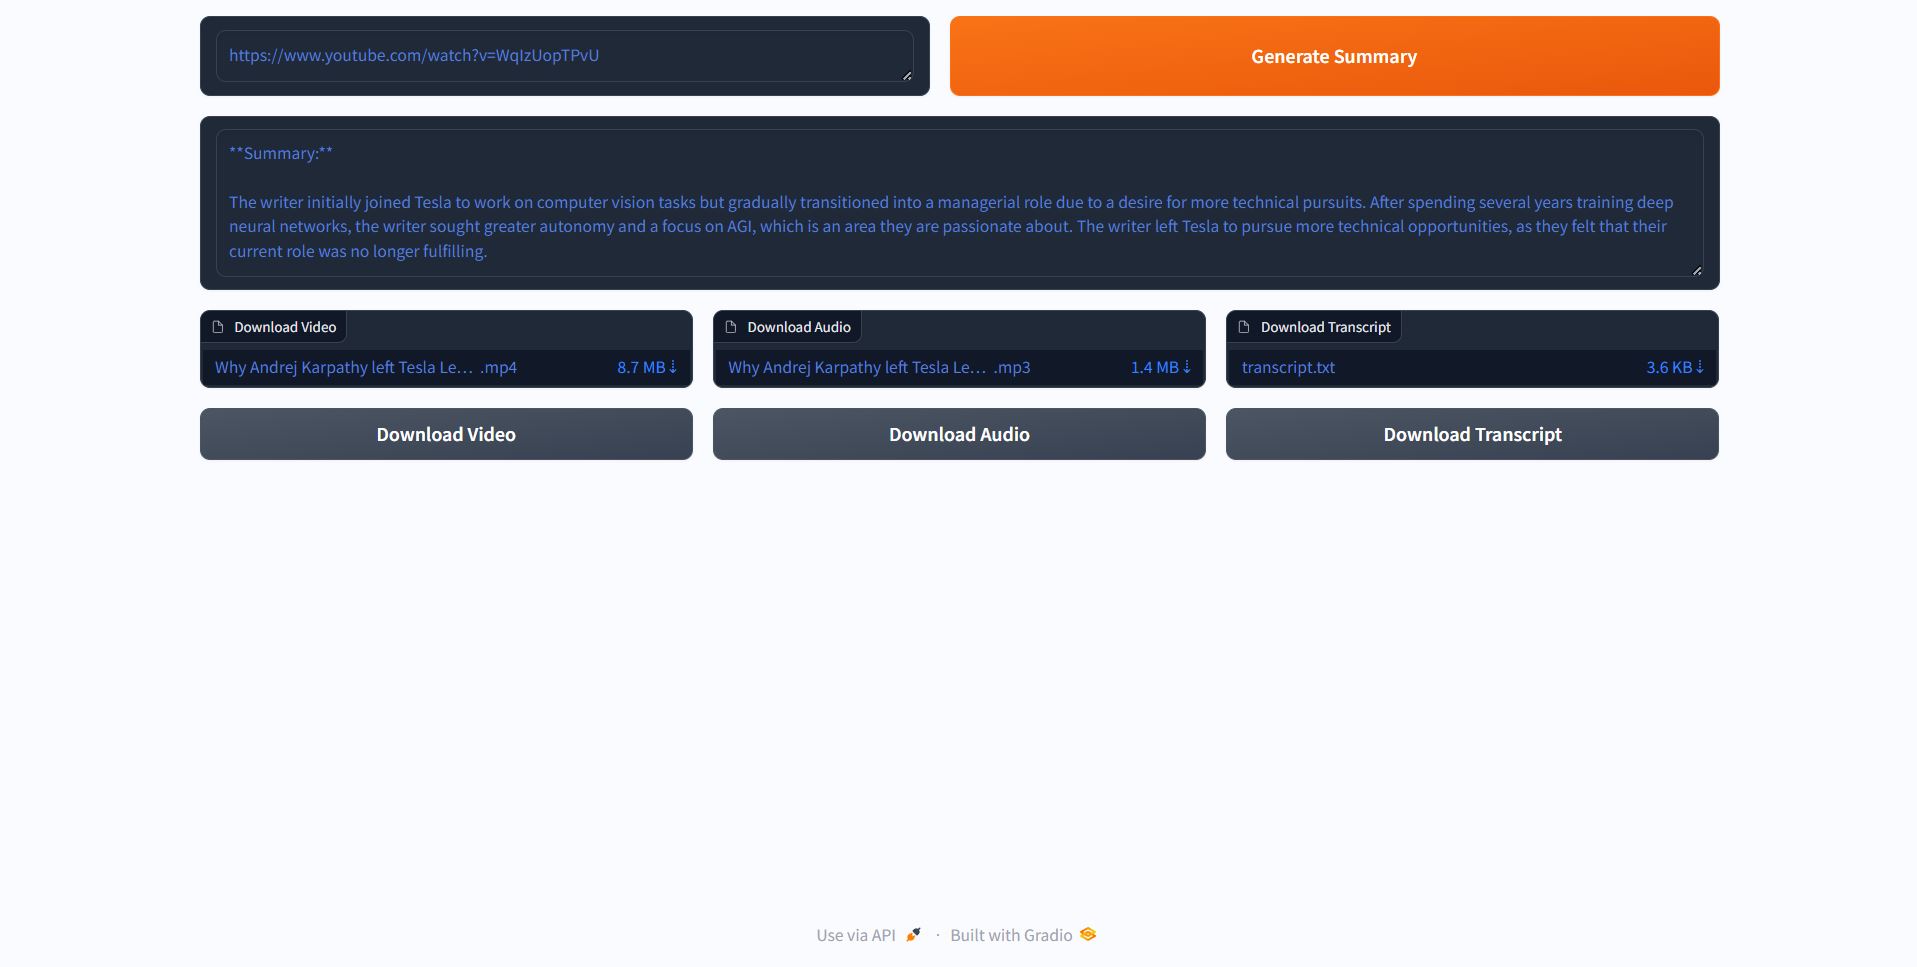 https://www.youtube.com/watch?v=WqIzUopTPvU
Generate Summary
**Summary:**
The writer initially joined Tesla to work on computer vision tasks but gradually transitioned into a managerial role due to a desire for more technical pursuits. After spending several years training deep
neural networks, the writer sought greater autonomy and a focus on AGI, which is an area they are passionate about. The writer left Tesla to pursue more technical opportunities, as they felt that their
current role was no longer fulfilling.
Download Video
Download Audio
Download Transcript
Why Andrej Karpathy left Tesla Le... .mp4 8.7 MB ⇣
Why Andrej Karpathy left Tesla Le... .mp3 1.4 MB ⇣
transcript.txt 3.6 KB ⇣
Download Video
Download Audio
Download Transcript
Use via API · Built with Gradio